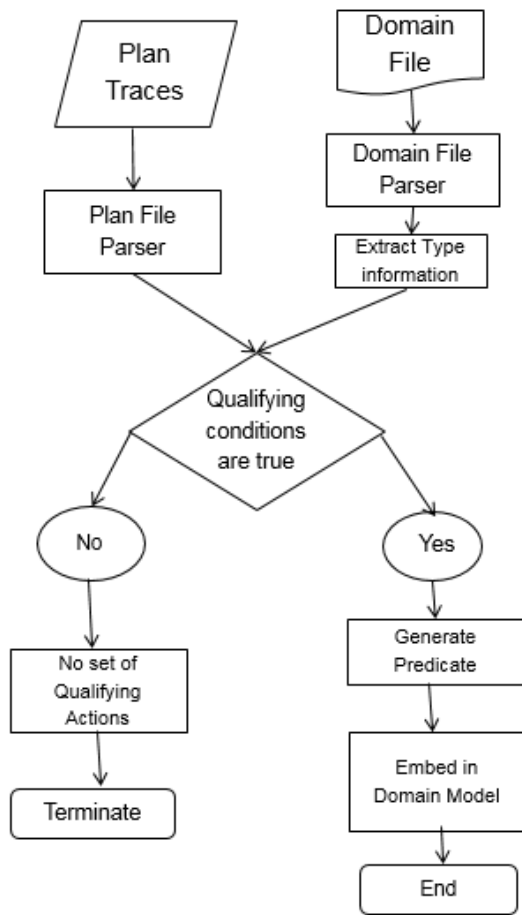 Plan
Traces
Domain
File
Plan File
Parser
Domain File
Parser
Extract Type
information
Qualifying
conditions
are true
No
Yes
No set of
Qualifying
Actions
Generate
Predicate
Terminate
Embed in
Domain Model
End